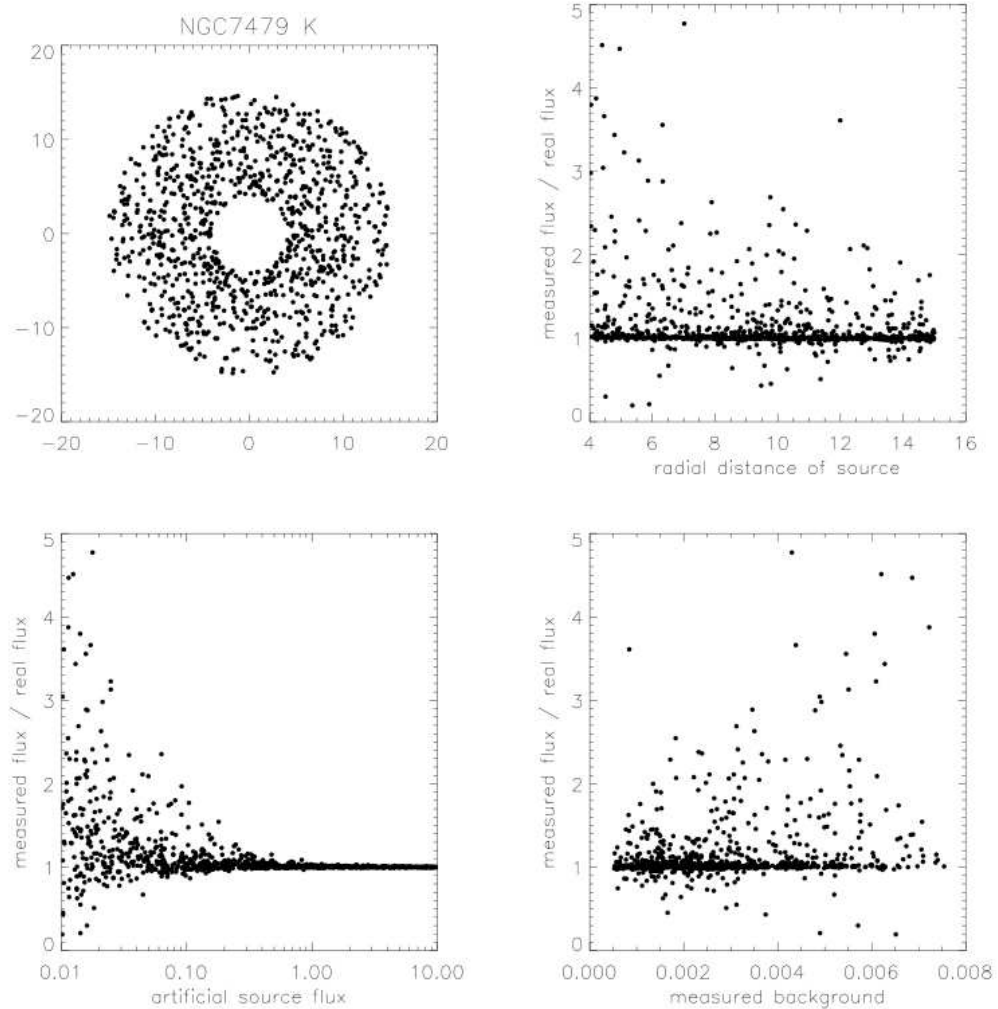 NGC7479 K
20
10
0
−10
−20
−20 −10 0 10 20
5
4
3
2
1
0
measured flux / real flux
4 6 8 10 12 14 16
radial distance of source
5
4
3
2
1
0
measured flux / real flux
0.01 0.10 1.00 10.00
artificial source flux
5
4
3
2
1
0
measured flux / real flux
0.000 0.002 0.004 0.006 0.008
measured background